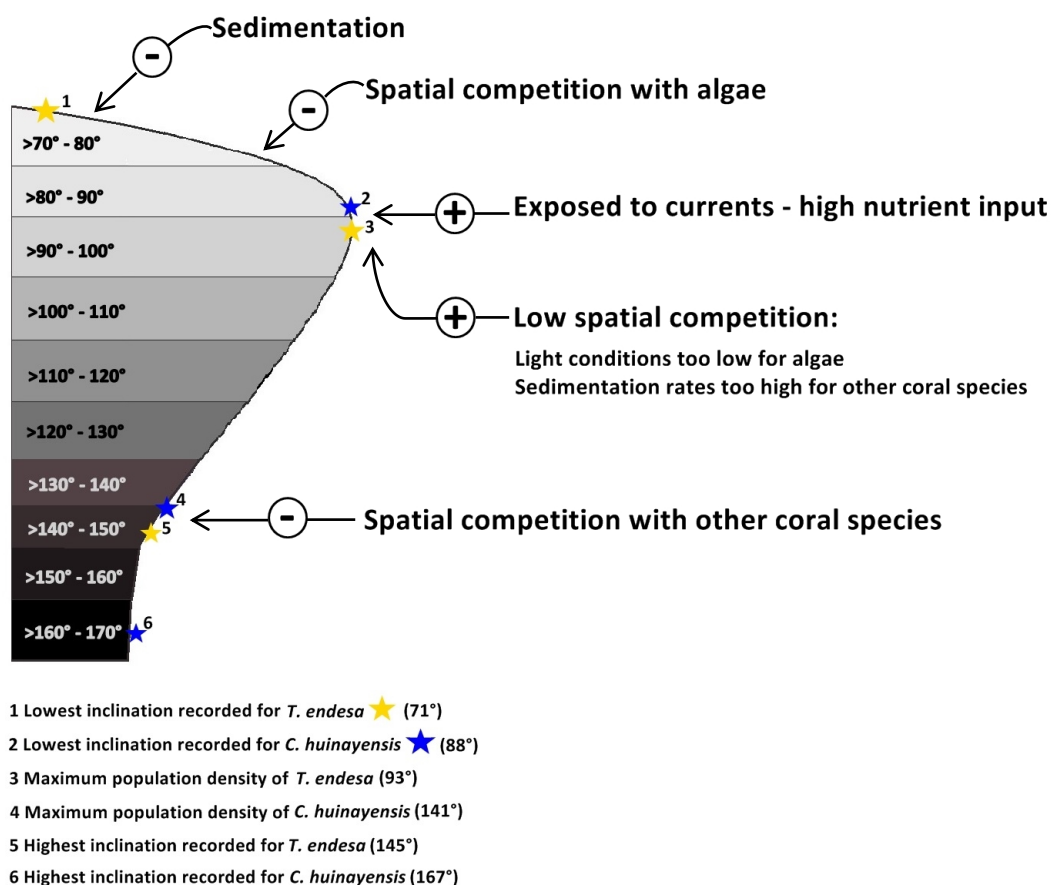 Sedimentation
-
1
Spatial competition with algae
-
>70° - 80°
>80° - 90°
2
+
Exposed to currents - high nutrient input
3
>90° - 100°
>100° - 110°
+
Low spatial competition:
Light conditions too low for algae
Sedimentation rates too high for other coral species
>110° - 120°
>120° - 130°
>130° - 140°
4
>140° - 150°
5
-
Spatial competition with other coral species
>150° - 160°
>160° - 170°
6
1 Lowest inclination recorded for T. endesa (71°)
2 Lowest inclination recorded for C. huinayensis (88°)
3 Maximum population density of T. endesa (93°)
4 Maximum population density of C. huinayensis (141°)
5 Highest inclination recorded for T. endesa (145°)
6 Highest inclination recorded for C. huinayensis (167°)